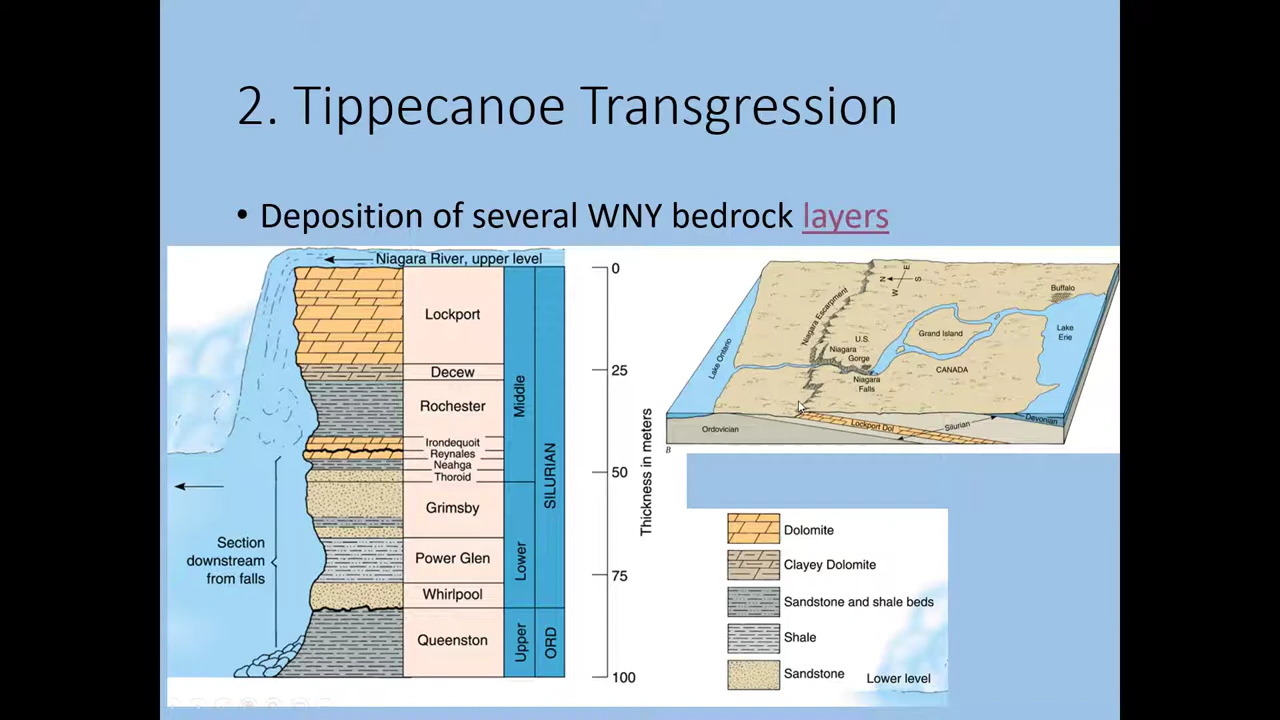 2. Tippecanoe Transgression
• Deposition of several WNY bedrock layers
Niagara River, upper level
Lockport
Decew
Rochester
Irondequoit
Reynales
Neahga
Thoroid
Grimsby
Power Glen
Whirlpool
Queenston
Section
downstream
from falls
Middle
Lower
Upper
SILURIAN
ORD
0
25
50
75
100
Thickness in meters
N
E
S
W
Niagara Escarpment
Lake Ontario
U.S.
Niagara
Gorge
Niagara
Falls
Grand Island
CANADA
Buffalo
Lake
Erie
Ordovician
Lockport Dol
Silurian
Devonian
B
Dolomite
Clayey Dolomite
Sandstone and shale beds
Shale
Sandstone
Lower level